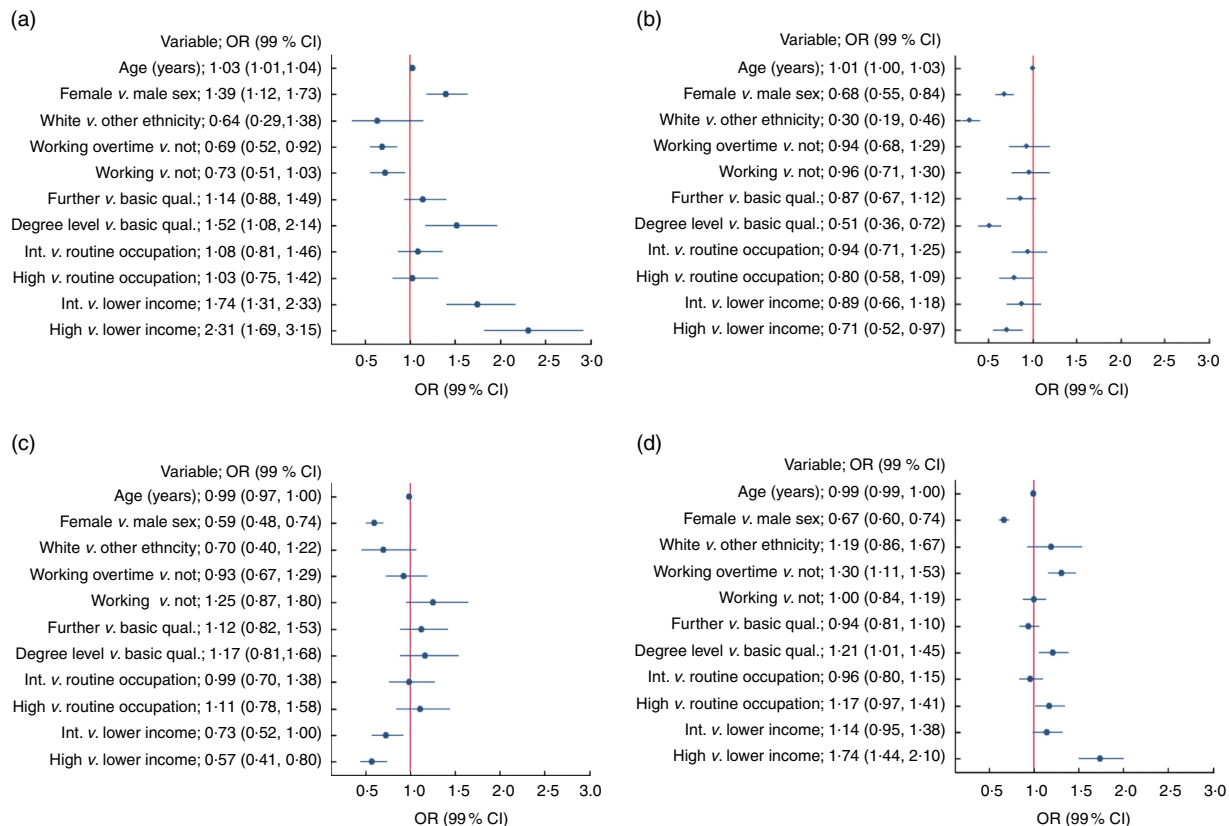 (a)
Variable; OR (99 % CI)
Age (years); 1·03 (1·01,1·04)
Female v. male sex; 1·39 (1·12, 1·73)
White v. other ethnicity; 0·64 (0·29,1·38)
Working overtime v. not; 0·69 (0·52, 0·92)
Working v. not; 0·73 (0·51, 1·03)
Further v. basic qual.; 1·14 (0·88, 1·49)
Degree level v. basic qual.; 1·52 (1·08, 2·14)
Int. v. routine occupation; 1·08 (0·81, 1·46)
High v. routine occupation; 1·03 (0·75, 1·42)
Int. v. lower income; 1·74 (1·31, 2·33)
High v. lower income; 2·31 (1·69, 3·15)
0·5 1·0 1·5 2·0 2·5 3·0
OR (99 % CI)
(b)
Variable; OR (99 % CI)
Age (years); 1·01 (1·00, 1·03)
Female v. male sex; 0·68 (0·55, 0·84)
White v. other ethnicity; 0·30 (0·19, 0·46)
Working overtime v. not; 0·94 (0·68, 1·29)
Working v. not; 0·96 (0·71, 1·30)
Further v. basic qual.; 0·87 (0·67, 1·12)
Degree level v. basic qual.; 0·51 (0·36, 0·72)
Int. v. routine occupation; 0·94 (0·71, 1·25)
High v. routine occupation; 0·80 (0·58, 1·09)
Int. v. lower income; 0·89 (0·66, 1·18)
High v. lower income; 0·71 (0·52, 0·97)
0·5 1·0 1·5 2·0 2·5 3·0
OR (99 % CI)
(c)
Variable; OR (99 % CI)
Age (years); 0·99 (0·97, 1·00)
Female v. male sex; 0·59 (0·48, 0·74)
White v. other ethncity; 0·70 (0·40, 1·22)
Working overtime v. not; 0·93 (0·67, 1·29)
Working v. not; 1·25 (0·87, 1·80)
Further v. basic qual.; 1·12 (0·82, 1·53)
Degree level v. basic qual.; 1·17 (0·81,1·68)
Int. v. routine occupation; 0·99 (0·70, 1·38)
High v. routine occupation; 1·11 (0·78, 1·58)
Int. v. lower income; 0·73 (0·52, 1·00)
High v. lower income; 0·57 (0·41, 0·80)
0·5 1·0 1·5 2·0 2·5 3·0
OR (99 % CI)
(d)
Variable; OR (99 % CI)
Age (years); 0·99 (0·99, 1·00)
Female v. male sex; 0·67 (0·60, 0·74)
White v. other ethnicity; 1·19 (0·86, 1·67)
Working overtime v. not; 1·30 (1·11, 1·53)
Working v. not; 1·00 (0·84, 1·19)
Further v. basic qual.; 0·94 (0·81, 1·10)
Degree level v. basic qual.; 1·21 (1·01, 1·45)
Int. v. routine occupation; 0·96 (0·80, 1·15)
High v. routine occupation; 1·17 (0·97, 1·41)
Int. v. lower income; 1·14 (0·95, 1·38)
High v. lower income; 1·74 (1·44, 2·10)
0·5 1·0 1·5 2·0 2·5 3·0
OR (99 % CI)